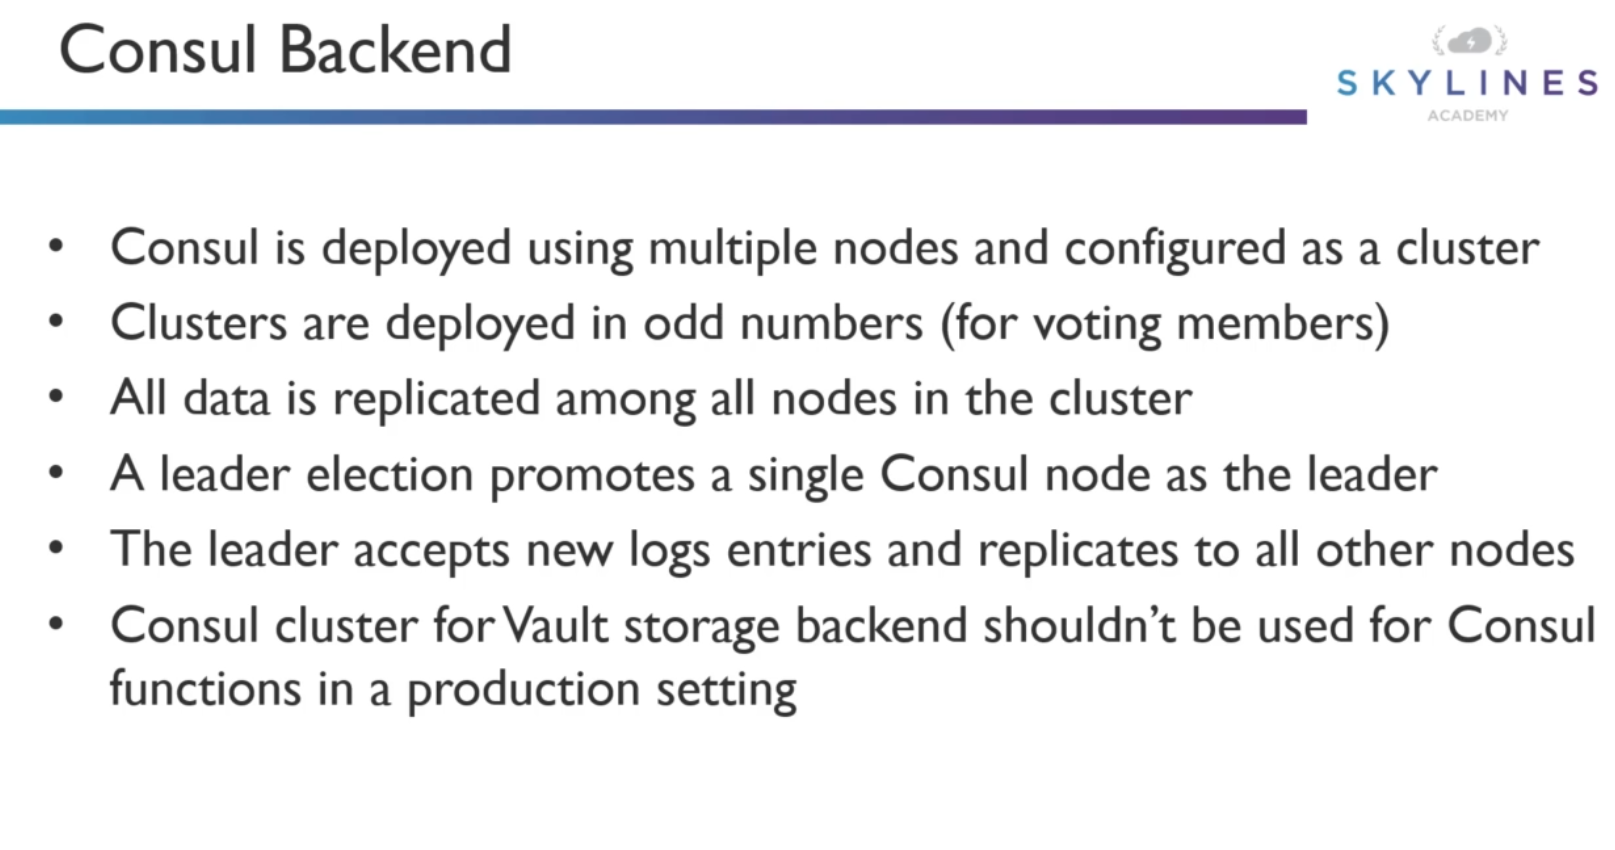 Consul Backend
SKYLINES
ACADEMY
• Consul is deployed using multiple nodes and configured as a cluster
• Clusters are deployed in odd numbers (for voting members)
• All data is replicated among all nodes in the cluster
• A leader election promotes a single Consul node as the leader
• The leader accepts new logs entries and replicates to all other nodes
• Consul cluster for Vault storage backend shouldn’t be used for Consul
functions in a production setting